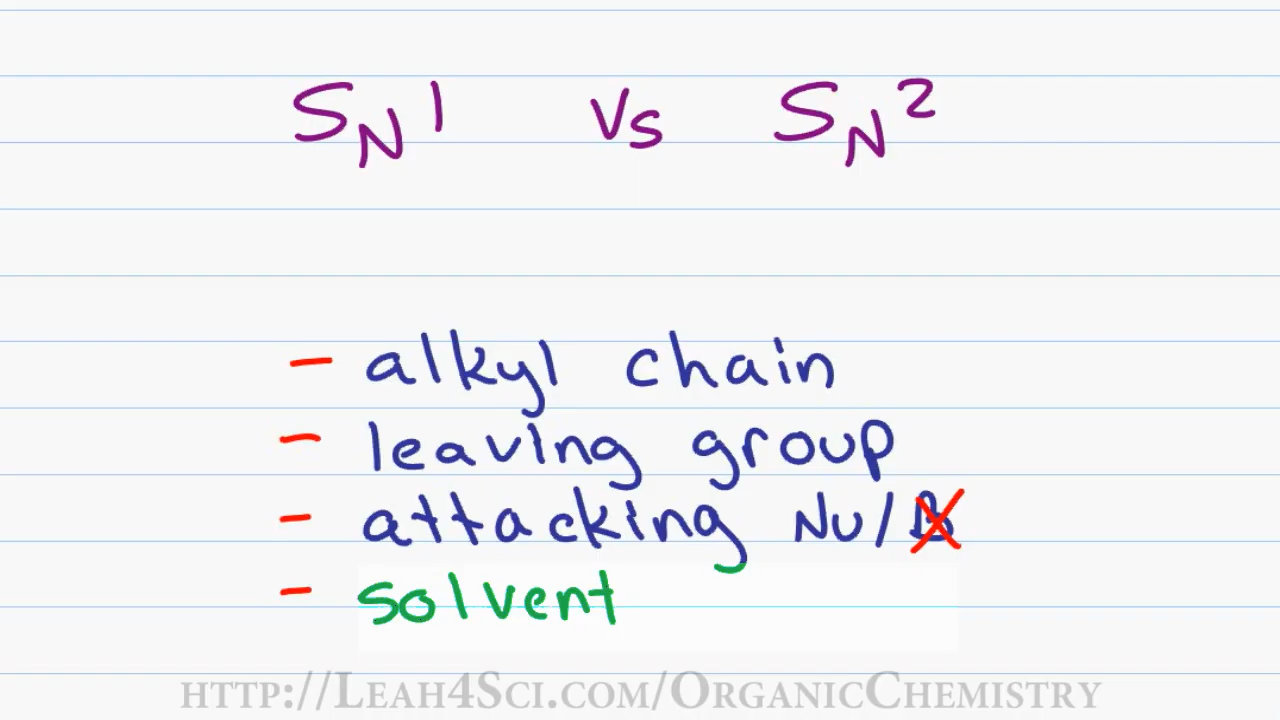 SN1 vs SN2
- alkyl chain
- leaving group
- attacking Nu/B
- solvent
http://Leah4Sci.com/OrganicChemistry